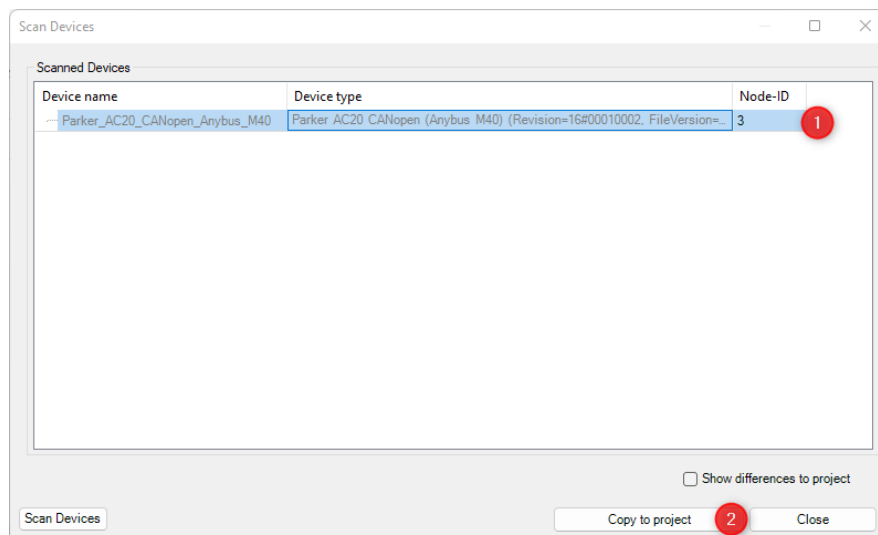 Scan Devices
Scanned Devices
Device name Device type Node-ID
Parker_AC20_CANopen_Anybus_M40 Parker AC20 CANopen (Anybus M40) (Revision=16#00010002, FileVersion=... 3 1
Show differences to project
Scan Devices Copy to project 2 Close